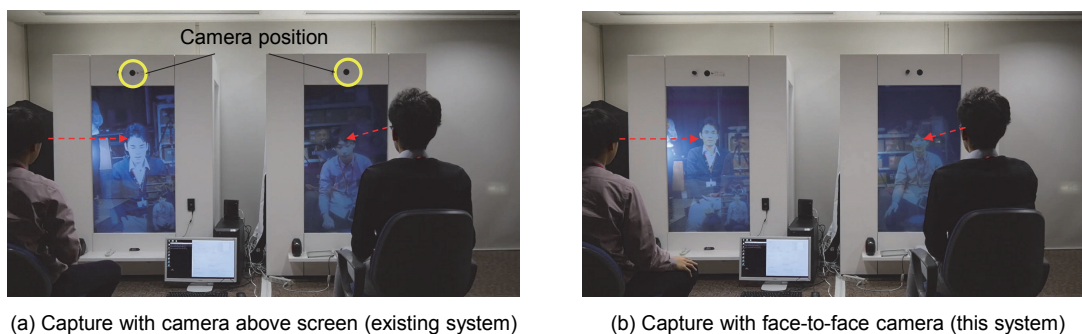 Camera position
(a) Capture with camera above screen (existing system)
(b) Capture with face-to-face camera (this system)